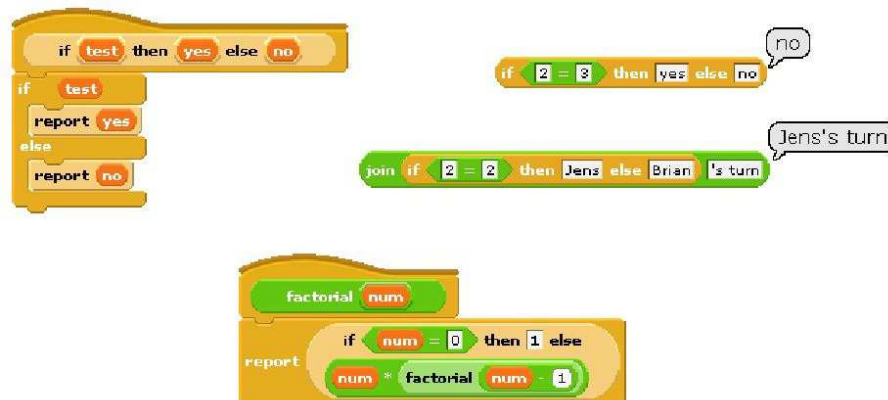 if test then yes else no
if test
report yes
else
report no
if 2 = 3 then yes else no
no
join if 2 = 2 then Jens else Brian 's turn
Jens's turn
factorial num
report if num = 0 then 1 else
num * factorial num - 1